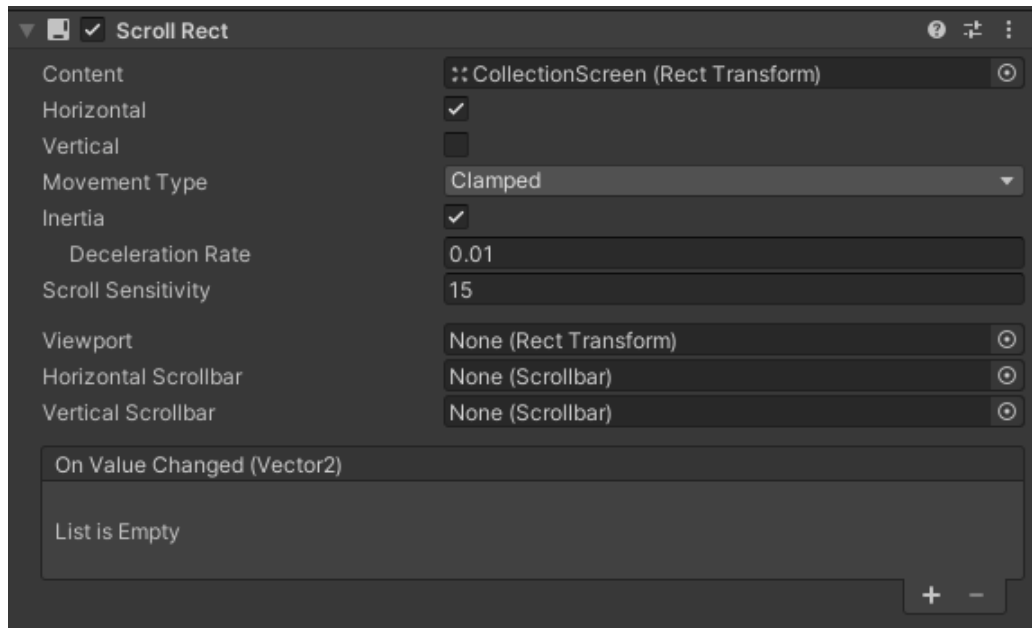 Scroll Rect
Content CollectionScreen (Rect Transform)
Horizontal
Vertical
Movement Type Clamped
Inertia
Deceleration Rate 0.01
Scroll Sensitivity 15
Viewport None (Rect Transform)
Horizontal Scrollbar None (Scrollbar)
Vertical Scrollbar None (Scrollbar)
On Value Changed (Vector2)
List is Empty